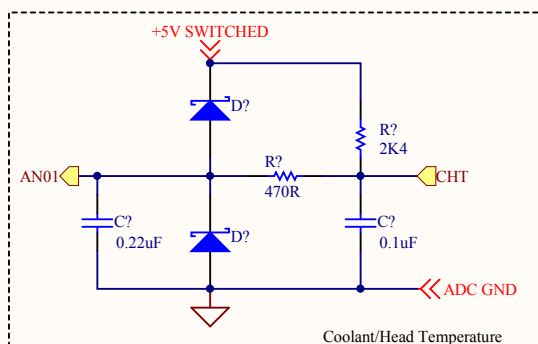 +5V SWITCHED
D?
R?
2K4
R?
470R
AN01
CHT
C?
0.22uF
D?
C?
0.1uF
ADC GND
Coolant/Head Temperature